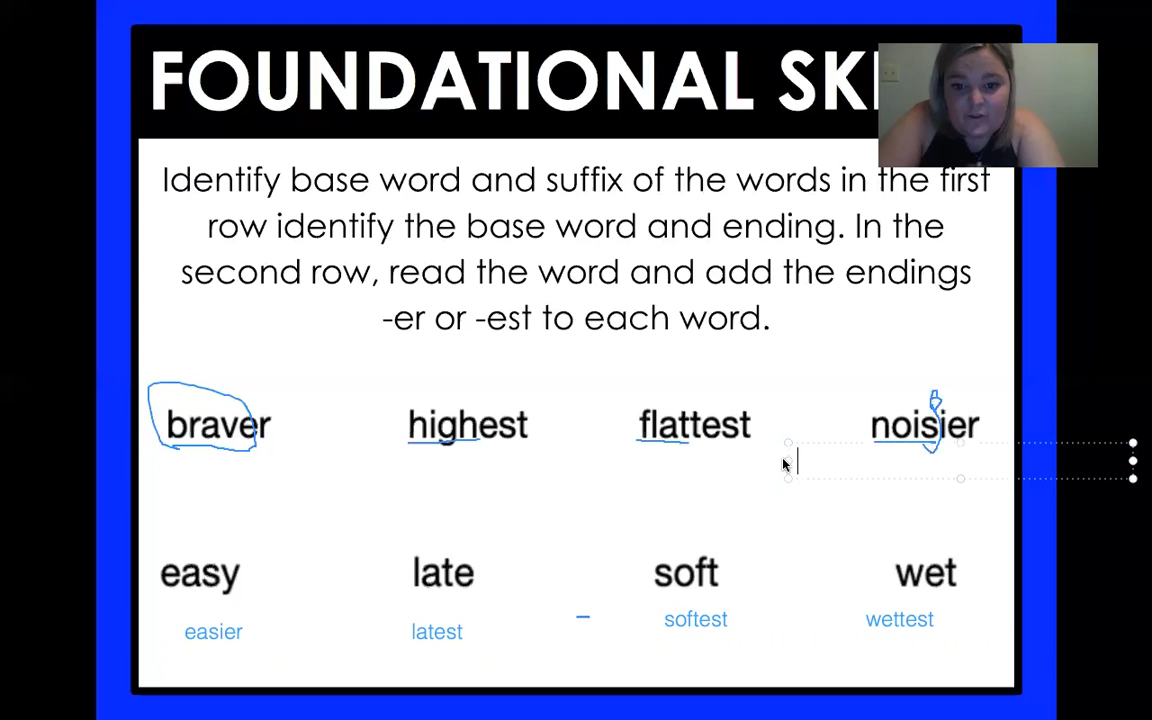 FOUNDATIONAL
Identify base word and suffix of the words in the first
row identify the base word and ending. In the
second row, read the word and add the endings
-er or -est to each word.
braver highest flattest noisier
easy late soft wet
easier latest – softest wettest